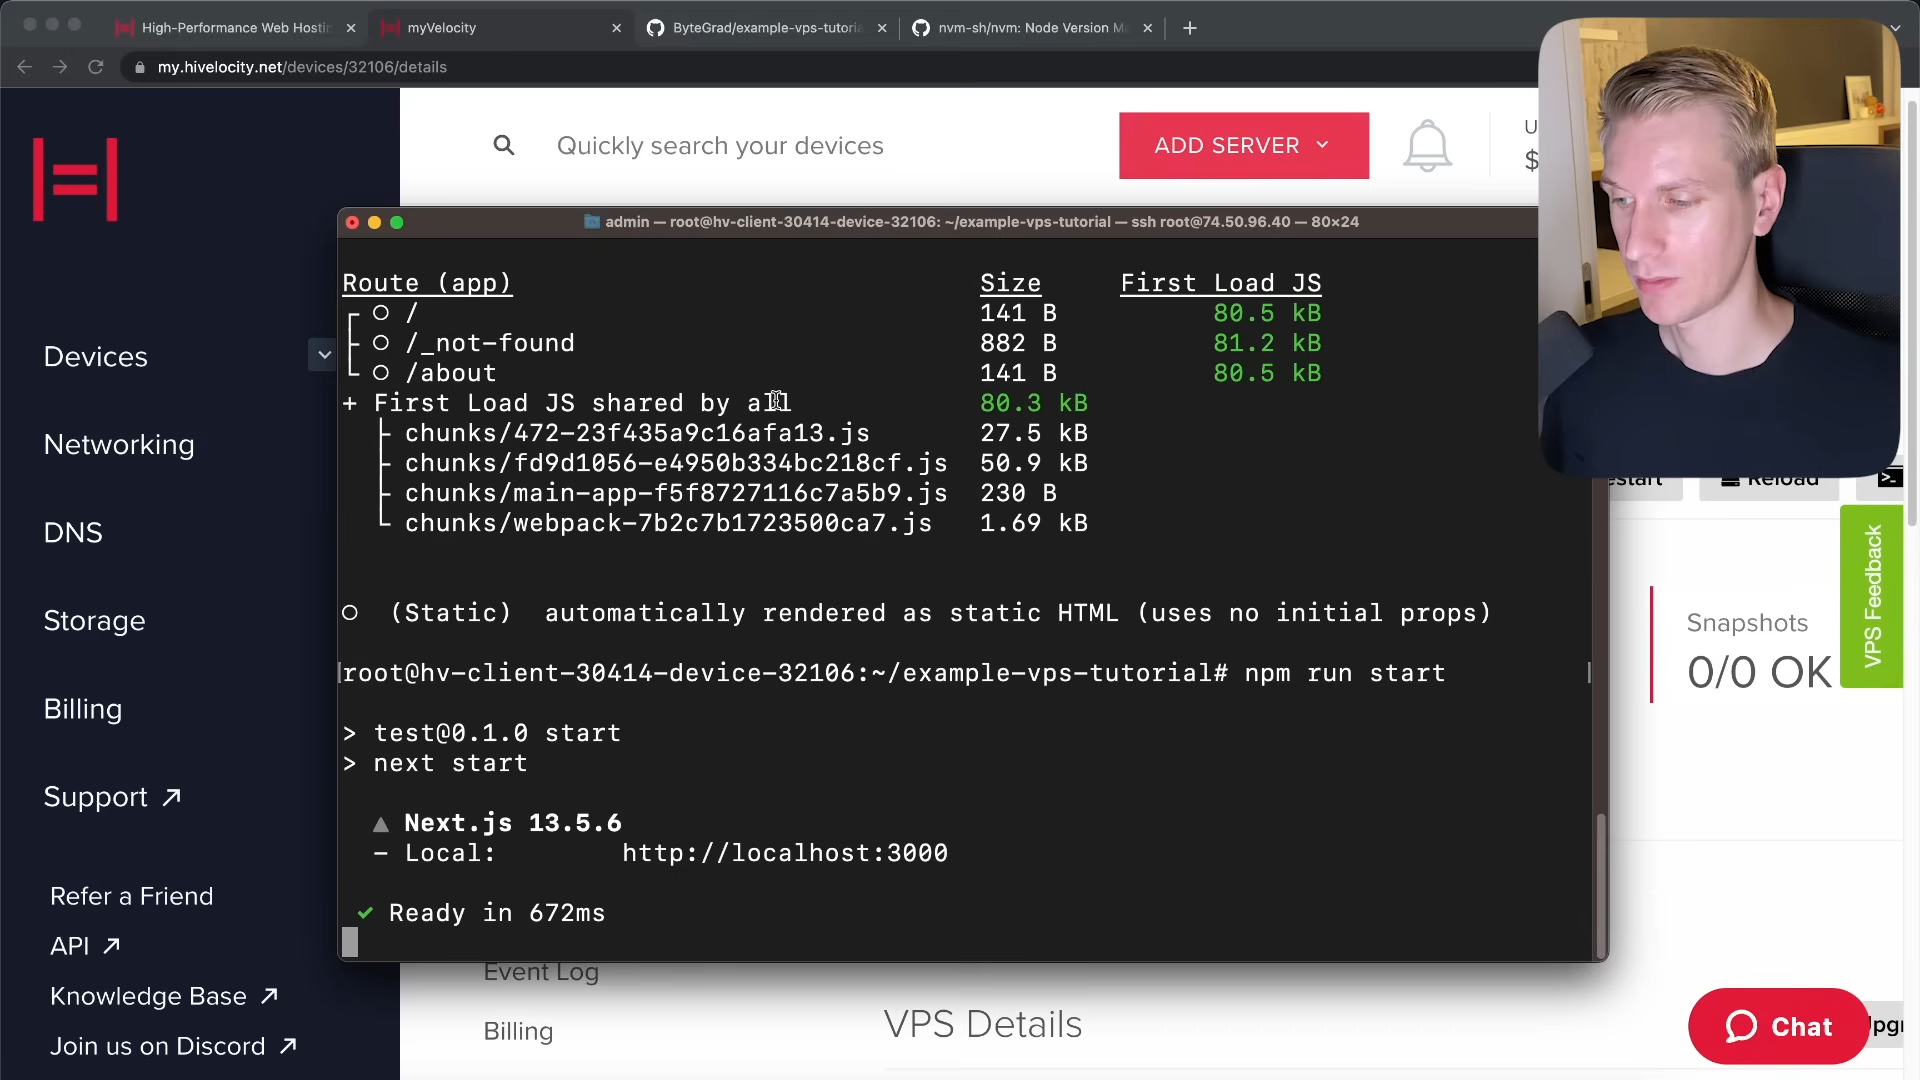 High-Performance Web Hostin
myVelocity
ByteGrad/example-vps-tutoria
nvm-sh/nvm: Node Version Ma
my.hivelocity.net/devices/32106/details
Quickly search your devices
ADD SERVER
U
$
Devices
Networking
DNS
Storage
Billing
Support ↗
Refer a Friend
API ↗
Knowledge Base ↗
Join us on Discord ↗
admin — root@hv-client-30414-device-32106: ~/example-vps-tutorial — ssh root@74.50.96.40 — 80×24
Route (app) Size First Load JS
┌ ○ / 141 B 80.5 kB
├ ○ /_not-found 882 B 81.2 kB
└ ○ /about 141 B 80.5 kB
+ First Load JS shared by all 80.3 kB
├ chunks/472-23f435a9c16afa13.js 27.5 kB
├ chunks/fd9d1056-e4950b334bc218cf.js 50.9 kB
├ chunks/main-app-f5f8727116c7a5b9.js 230 B
└ chunks/webpack-7b2c7b1723500ca7.js 1.69 kB
○ (Static) automatically rendered as static HTML (uses no initial props)
root@hv-client-30414-device-32106:~/example-vps-tutorial# npm run start
> test@0.1.0 start
> next start
▲ Next.js 13.5.6
- Local: http://localhost:3000
✓ Ready in 672ms
estart
Reload
VPS Feedback
Snapshots
0/0 OK
Event Log
Billing
VPS Details
Chat
Upgr